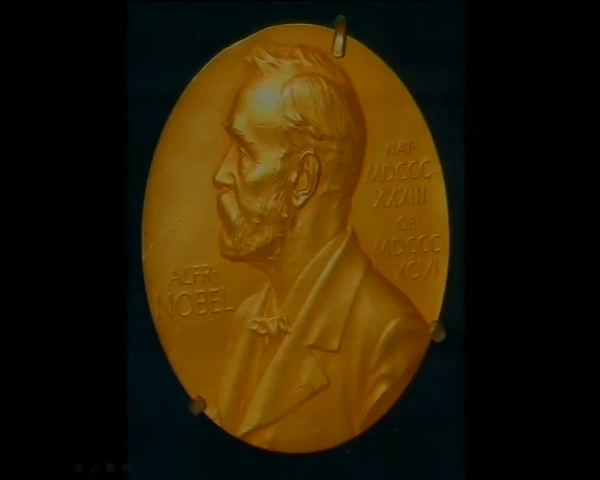 ALFR·
NOBEL
NAT·
MDCCC
XXXIII
OB·
MDCCC
XCVI